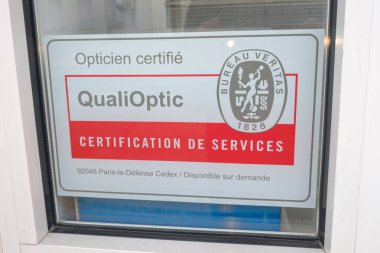 Opticien certifié
QualiOptic
BUREAU VERITAS
1828
CERTIFICATION DE SERVICES
92046 Paris-la-Défense Cedex / Disponible sur demande